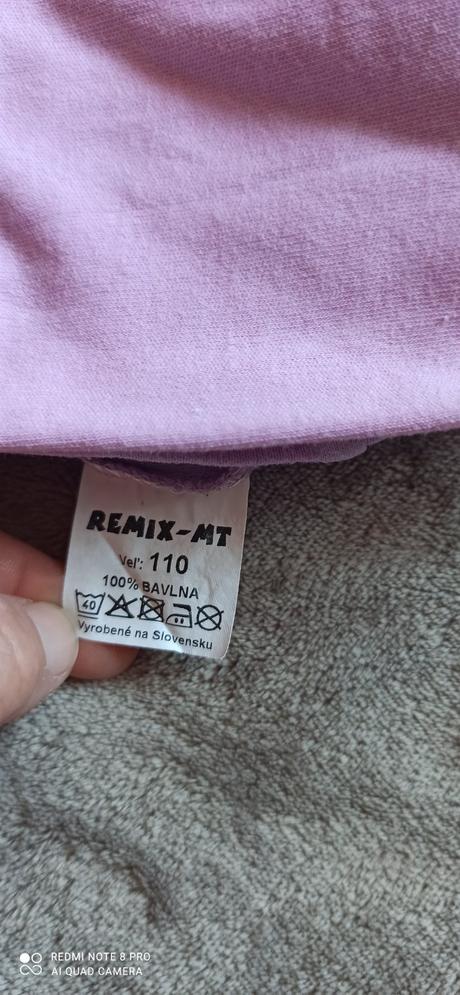 REMIX-MT
Veľ: 110
100% BAVLNA
40
Vyrobené na Slovensku
REDMI NOTE 8 PRO
AI QUAD CAMERA